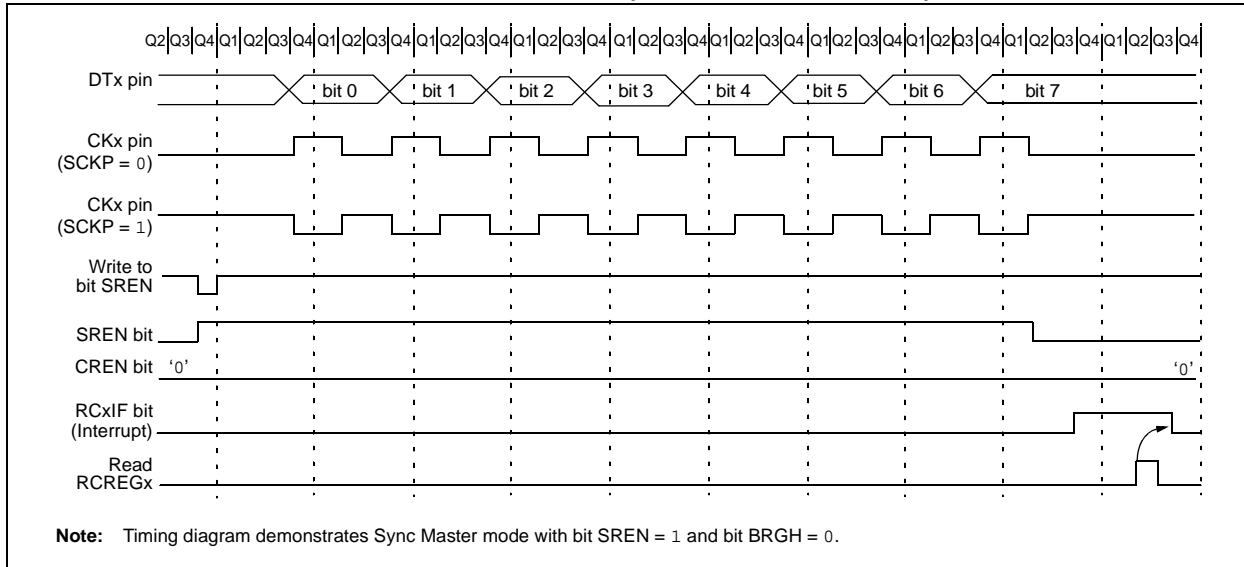 Q2|Q3|Q4|Q1|Q2|Q3|Q4|Q1|Q2|Q3|Q4|Q1|Q2|Q3|Q4|Q1|Q2|Q3|Q4|Q1|Q2|Q3|Q4|Q1|Q2|Q3|Q4|Q1|Q2|Q3|Q4|Q1|Q2|Q3|Q4|Q1|Q2|Q3|Q4|Q1|Q2|Q3|Q4
DTx pin
bit 0 bit 1 bit 2 bit 3 bit 4 bit 5 bit 6 bit 7
CKx pin
(SCKP = 0)
CKx pin
(SCKP = 1)
Write to
bit SREN
SREN bit
CREN bit '0' '0'
RCxIF bit
(Interrupt)
Read
RCREGx
Note: Timing diagram demonstrates Sync Master mode with bit SREN = 1 and bit BRGH = 0.